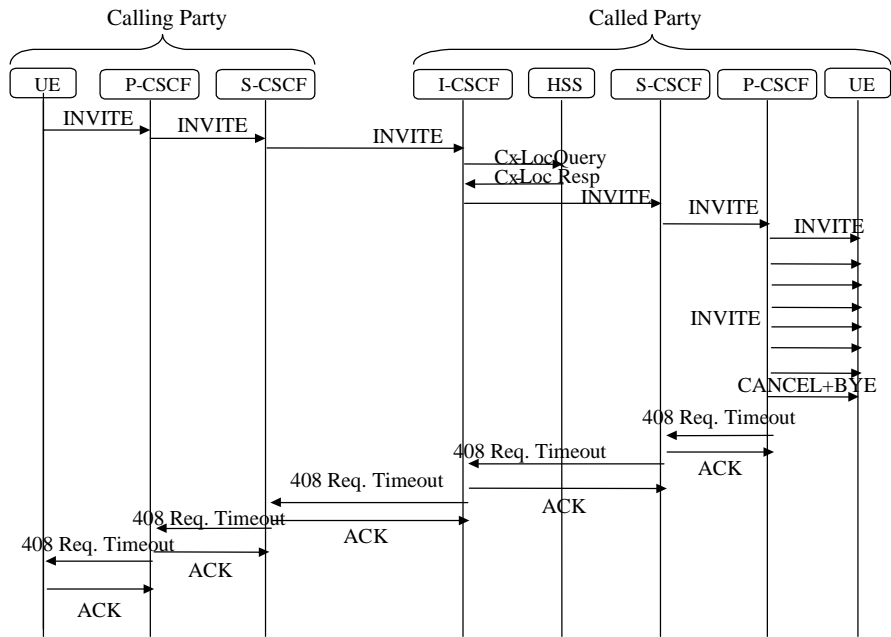 Calling Party
Called Party
UE
P-CSCF
S-CSCF
I-CSCF
HSS
S-CSCF
P-CSCF
UE
INVITE
INVITE
INVITE
Cx-LocQuery
Cx-Loc Resp
INVITE
INVITE
INVITE
INVITE
CANCEL+BYE
408 Req. Timeout
408 Req. Timeout
ACK
408 Req. Timeout
ACK
408 Req. Timeout
ACK
408 Req. Timeout
ACK
ACK